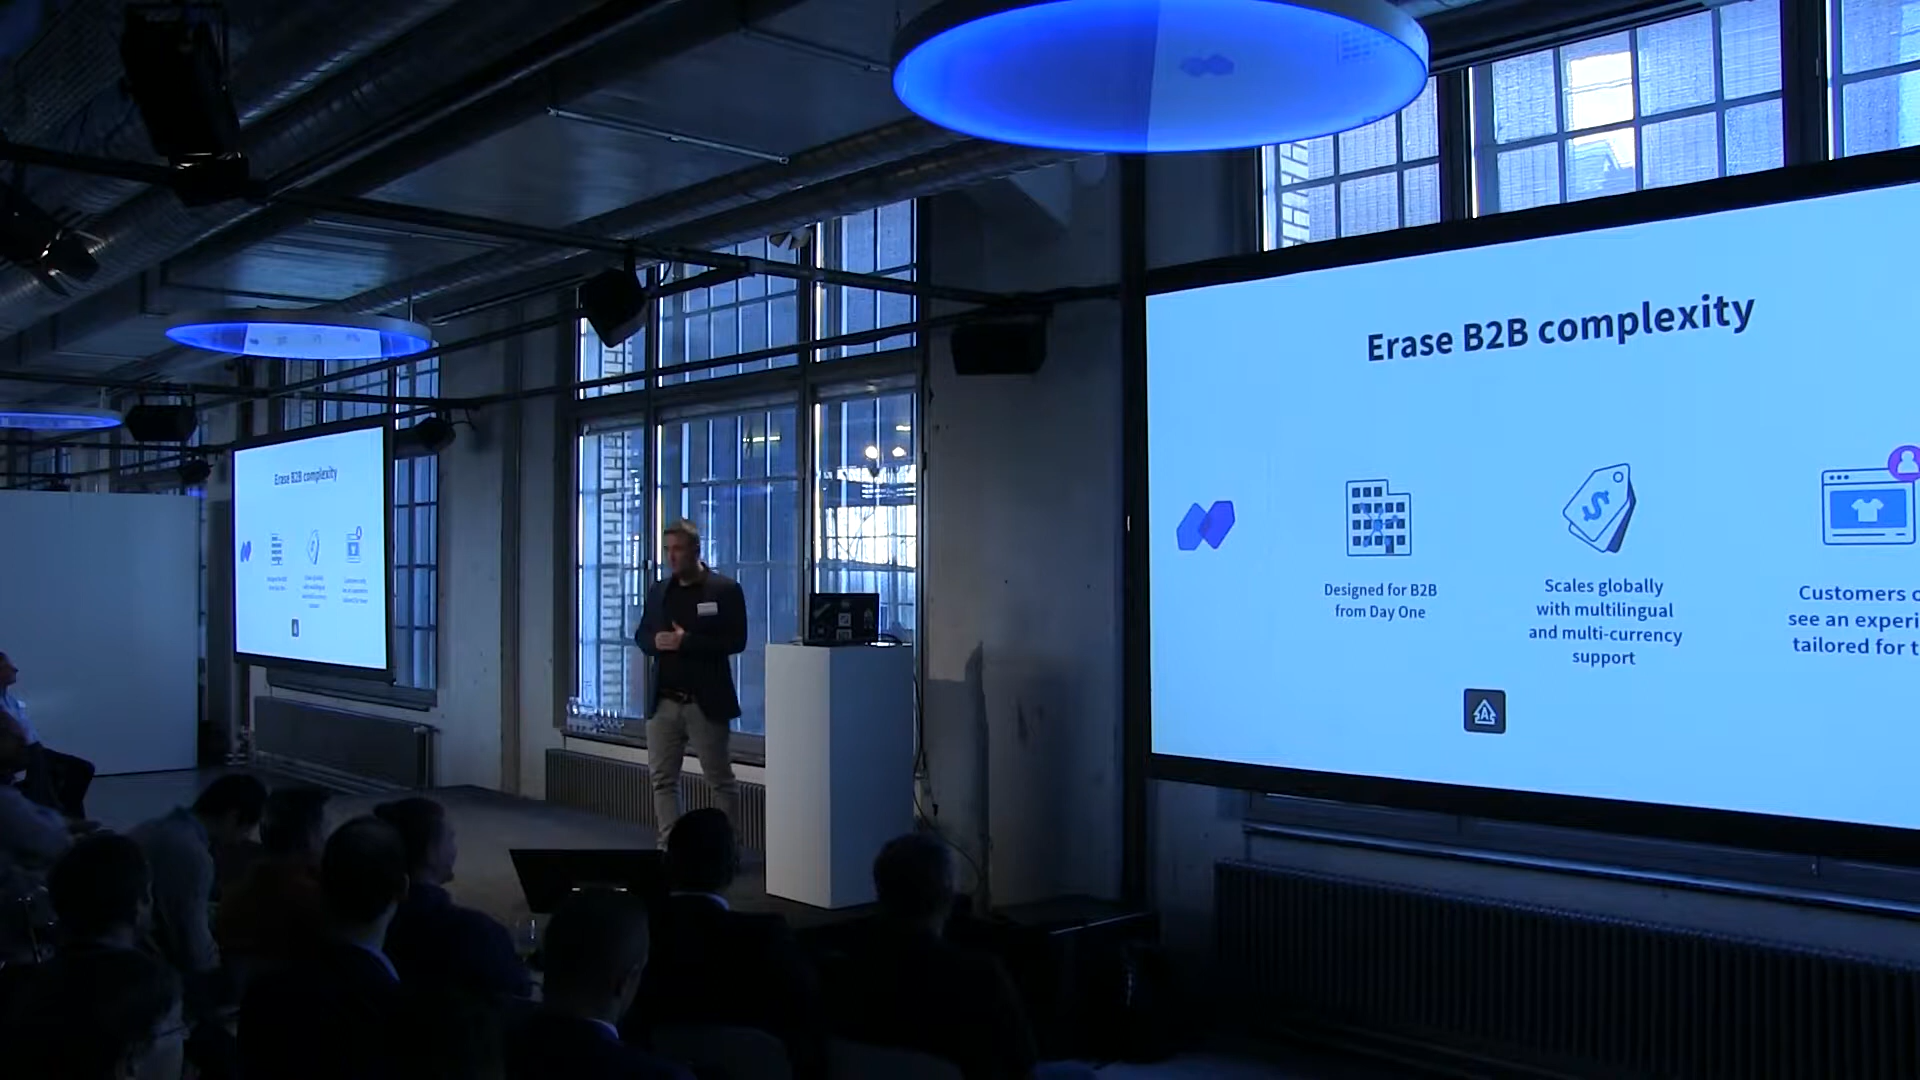 Erase B2B complexity
Designed for B2B
from Day One
Scales globally
with multilingual
and multi-currency
support
Customers
see an
tailored for
Erase B2B complexity